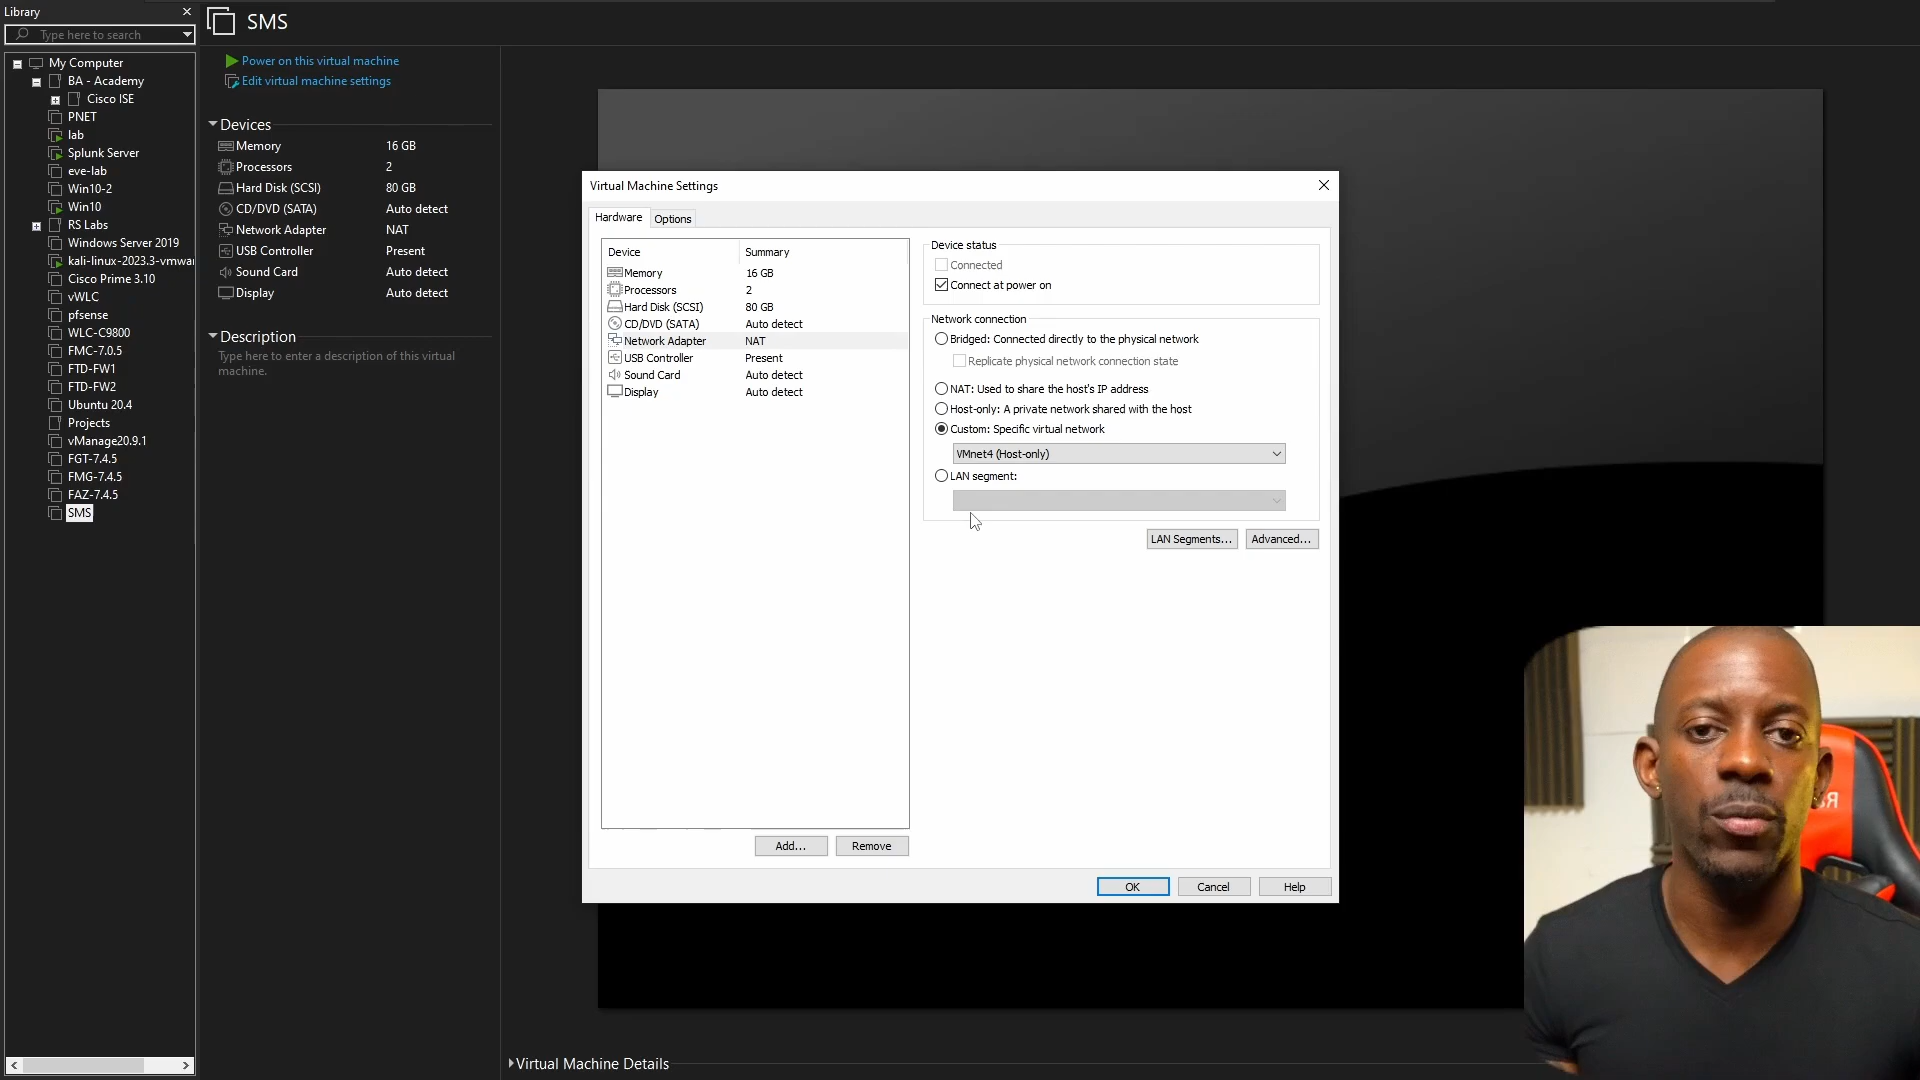 Library
Type here to search
My Computer
BA - Academy
Cisco ISE
PNET
lab
Splunk Server
eve-lab
Win10-2
Win10
RS Labs
Windows Server 2019
kali-linux-2023.3-vmwar
Cisco Prime 3.10
vWLC
pfsense
WLC-C9800
FMC-7.0.5
FTD-FW1
FTD-FW2
Ubuntu 20.4
Projects
vManage20.9.1
FGT-7.4.5
FMG-7.4.5
FAZ-7.4.5
SMS
SMS
Power on this virtual machine
Edit virtual machine settings
Devices
Memory 16 GB
Processors 2
Hard Disk (SCSI) 80 GB
CD/DVD (SATA) Auto detect
Network Adapter NAT
USB Controller Present
Sound Card Auto detect
Display Auto detect
Description
Type here to enter a description of this virtual
machine.
Virtual Machine Settings
Hardware Options
Device Summary
Memory 16 GB
Processors 2
Hard Disk (SCSI) 80 GB
CD/DVD (SATA) Auto detect
Network Adapter NAT
USB Controller Present
Sound Card Auto detect
Display Auto detect
Add... Remove
Device status
Connected
Connect at power on
Network connection
Bridged: Connected directly to the physical network
Replicate physical network connection state
NAT: Used to share the host's IP address
Host-only: A private network shared with the host
Custom: Specific virtual network
VMnet4 (Host-only)
LAN segment:
LAN Segments... Advanced...
OK Cancel Help
Virtual Machine Details